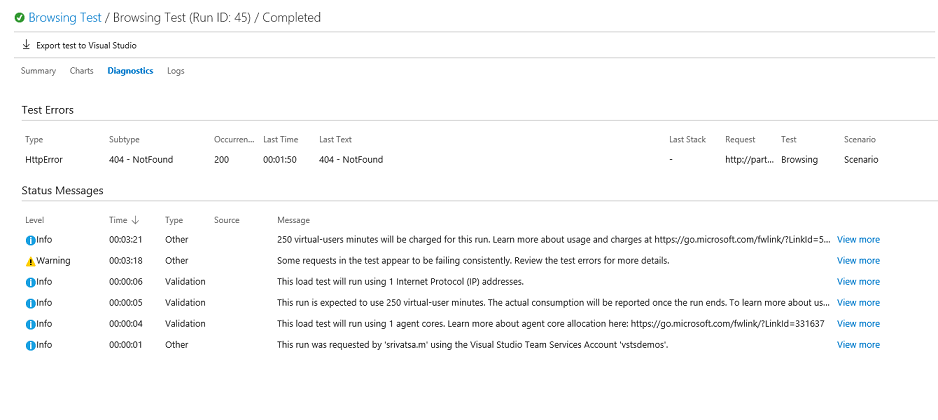 Browsing Test / Browsing Test (Run ID: 45) / Completed
Export test to Visual Studio
Summary Charts Diagnostics Logs
Test Errors
Type Subtype Occurren... Last Time Last Text Last Stack Request Test Scenario
HttpError 404 - NotFound 200 00:01:50 404 - NotFound - http://part... Browsing Scenario
Status Messages
Level Time Type Source Message
Info 00:03:21 Other 250 virtual-users minutes will be charged for this run. Learn more about usage and charges at https://go.microsoft.com/fwlink/?LinkId=5... View more
Warning 00:03:18 Other Some requests in the test appear to be failing consistently. Review the test errors for more details. View more
Info 00:00:06 Validation This load test will run using 1 Internet Protocol (IP) addresses. View more
Info 00:00:05 Validation This run is expected to use 250 virtual-user minutes. The actual consumption will be reported once the run ends. To learn more about us... View more
Info 00:00:04 Validation This load test will run using 1 agent cores. Learn more about agent core allocation here: https://go.microsoft.com/fwlink/?LinkId=331637 View more
Info 00:00:01 Other This run was requested by 'srivatsa.m' using the Visual Studio Team Services Account 'vstsdemos'. View more